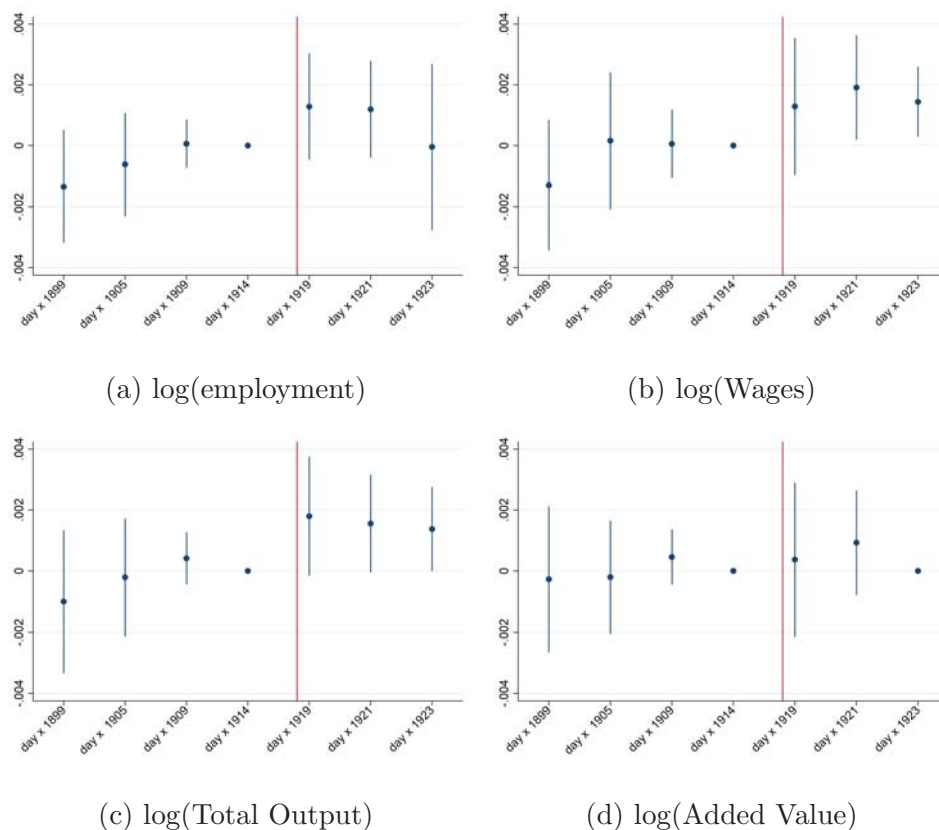 .004
.002
0
-.002
-.004
day x 1899
day x 1905
day x 1909
day x 1914
day x 1919
day x 1921
day x 1923
(a) log(employment)
.004
.002
0
-.002
-.004
day x 1899
day x 1905
day x 1909
day x 1914
day x 1919
day x 1921
day x 1923
(b) log(Wages)
.004
.002
0
-.002
-.004
day x 1899
day x 1905
day x 1909
day x 1914
day x 1919
day x 1921
day x 1923
(c) log(Total Output)
.004
.002
0
-.002
-.004
day x 1899
day x 1905
day x 1909
day x 1914
day x 1919
day x 1921
day x 1923
(d) log(Added Value)